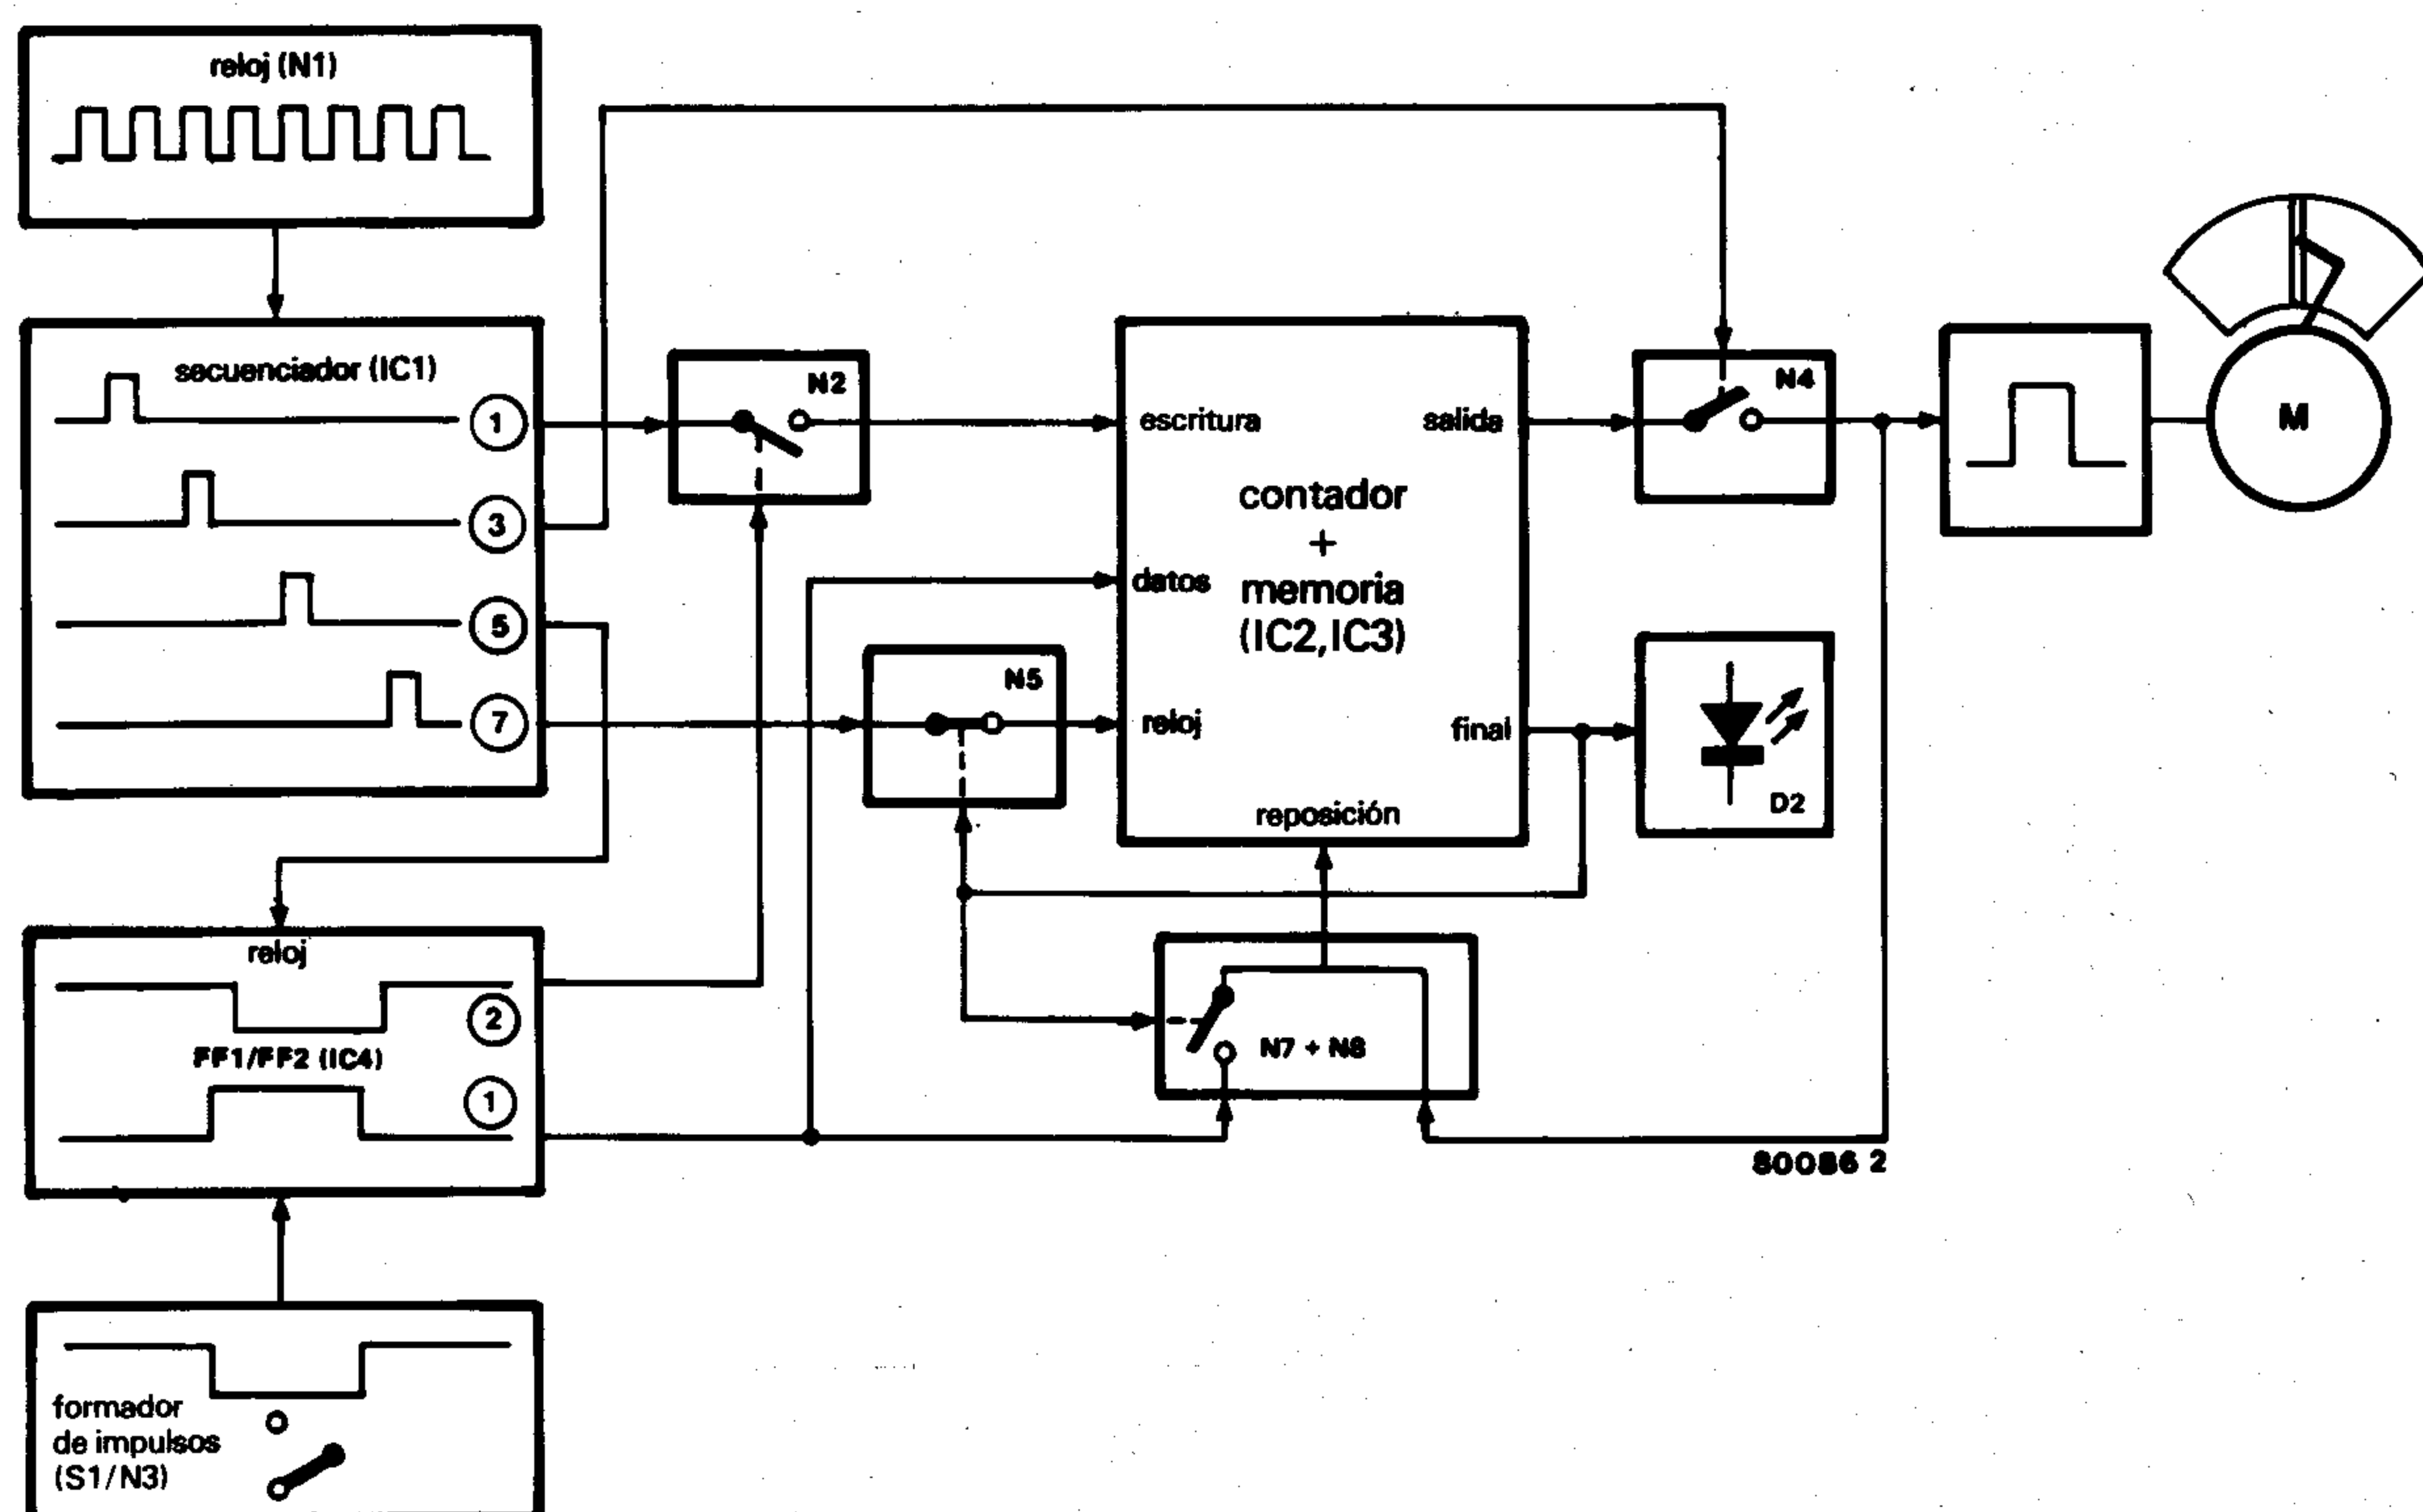 reloj (N1)
secuenciador (IC1)
1
3
5
7
N2
N5
escritura
datos
reloj
contador
+
memoria
(IC2,IC3)
salida
final
reposición
N4
M
D2
reloj
2
FF1/FF2 (IC4)
1
N7 + N8
80086 2
formador
de impulsos
(S1/N3)